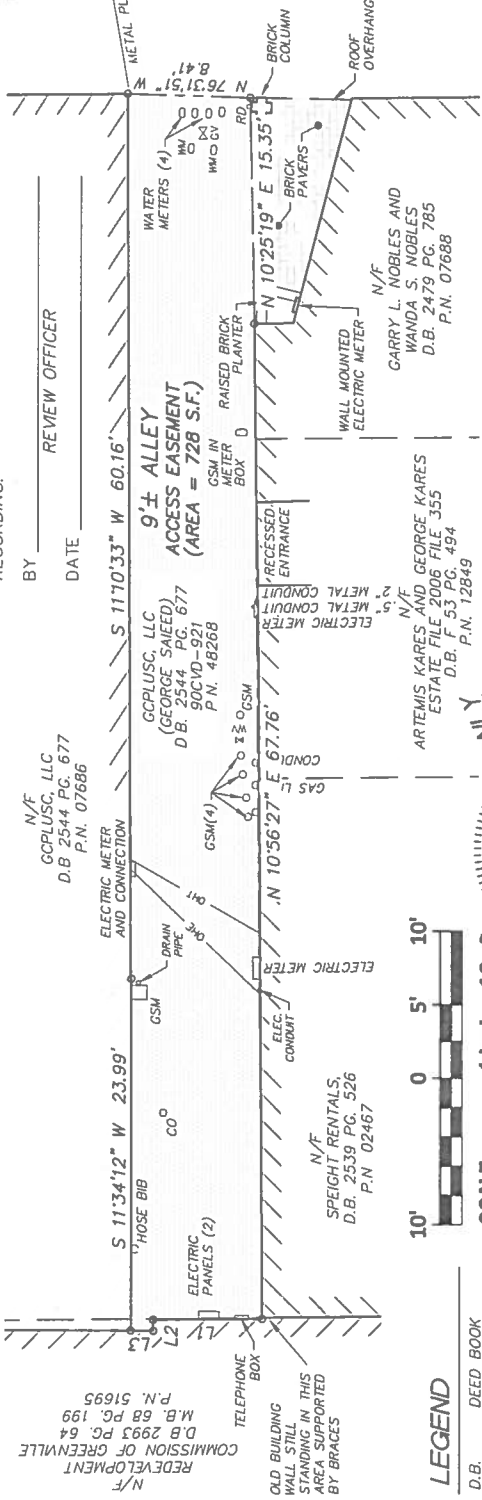 METAL PL
RECORDING.
BY
REVIEW OFFICER
DATE
N/F
GCPLUSC, LLC
D.B 2544 PG. 677
P.N. 07686
S 11°34'12" W 23.99'
S 11°10'33" W 60.16'
N 76°31'51" W
8.41'
HOSE BIB
GSM
DRAIN
PIPE
ELECTRIC METER
AND CONNECTION
WATER
METERS (4)
WM
GV
WM
RD
BRICK
COLUMN
9'± ALLEY
ACCESS EASEMENT
(AREA = 728 S.F.)
GCPLUSC, LLC
(GEORGE SAIEED)
D.B. 2544 PG. 677
90CVD-921
P.N. 48268
CO
OHE
OHT
GSM(4)
GSM
WV
GSM IN
METER
BOX
RAISED BRICK
PLANTER
N 10°25'19" E 15.35'
BRICK
PAVERS
ROOF
OVERHANG
L3
L2
L1
ELECTRIC
PANELS (2)
TELEPHONE
BOX
N/F
REDEVELOPMENT
COMMISSION OF GREENVILLE
D.B 2993 PG. 64
M.B. 68 PG. 199
P.N. 51695
OLD BUILDING
WALL STILL
STANDING IN THIS
AREA SUPPORTED
BY BRACES
ELEC.
CONDUIT
ELECTRIC METER
N 10°56'27" E 67.76'
GAS LI
CONDU
ELECTRIC METER
.5" METAL CONDUIT
2" METAL CONDUIT
RECESSED
ENTRANCE
WALL MOUNTED
ELECTRIC METER
N/F
SPEIGHT RENTALS,
D.B. 2539 PG. 526
P.N 02467
N/F
ARTEMIS KARES AND GEORGE KARES
ESTATE FILE 2006 FILE 355
D.B. F 53 PG. 494
P.N. 12849
N/F
GARRY L. NOBLES AND
WANDA S. NOBLES
D.B. 2479 PG. 785
P.N. 07688
10' 5' 0 10'
LEGEND
D.B. DEED BOOK